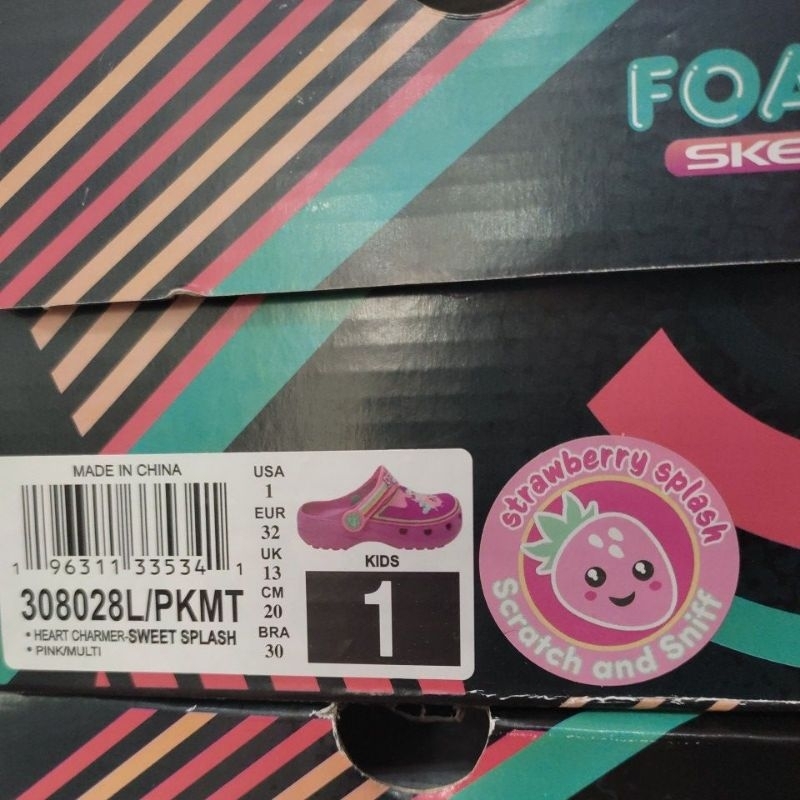 FOA
SKE
MADE IN CHINA
1 96311 33534 1
308028L/PKMT
• HEART CHARMER-SWEET SPLASH
• PINK/MULTI
USA
1
EUR
32
UK
13
CM
20
BRA
30
KIDS
1
strawberry splash
Scratch and Sniff